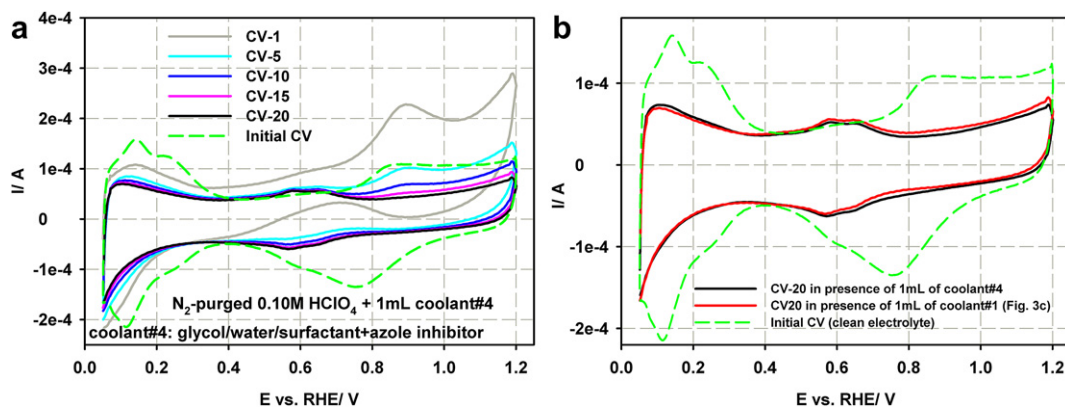 a
4e-4
3e-4
2e-4
1e-4
0
-1e-4
-2e-4
I/ A
CV-1
CV-5
CV-10
CV-15
CV-20
Initial CV
N2-purged 0.10M HClO4 + 1mL coolant#4
coolant#4: glycol/water/surfactant+azole inhibitor
0.0 0.2 0.4 0.6 0.8 1.0 1.2
E vs. RHE/ V
b
1e-4
0
-1e-4
-2e-4
I/ A
CV-20 in presence of 1mL of coolant#4
CV20 in presence of 1mL of coolant#1 (Fig. 3c)
Initial CV (clean electrolyte)
0.0 0.2 0.4 0.6 0.8 1.0 1.2
E vs. RHE/ V